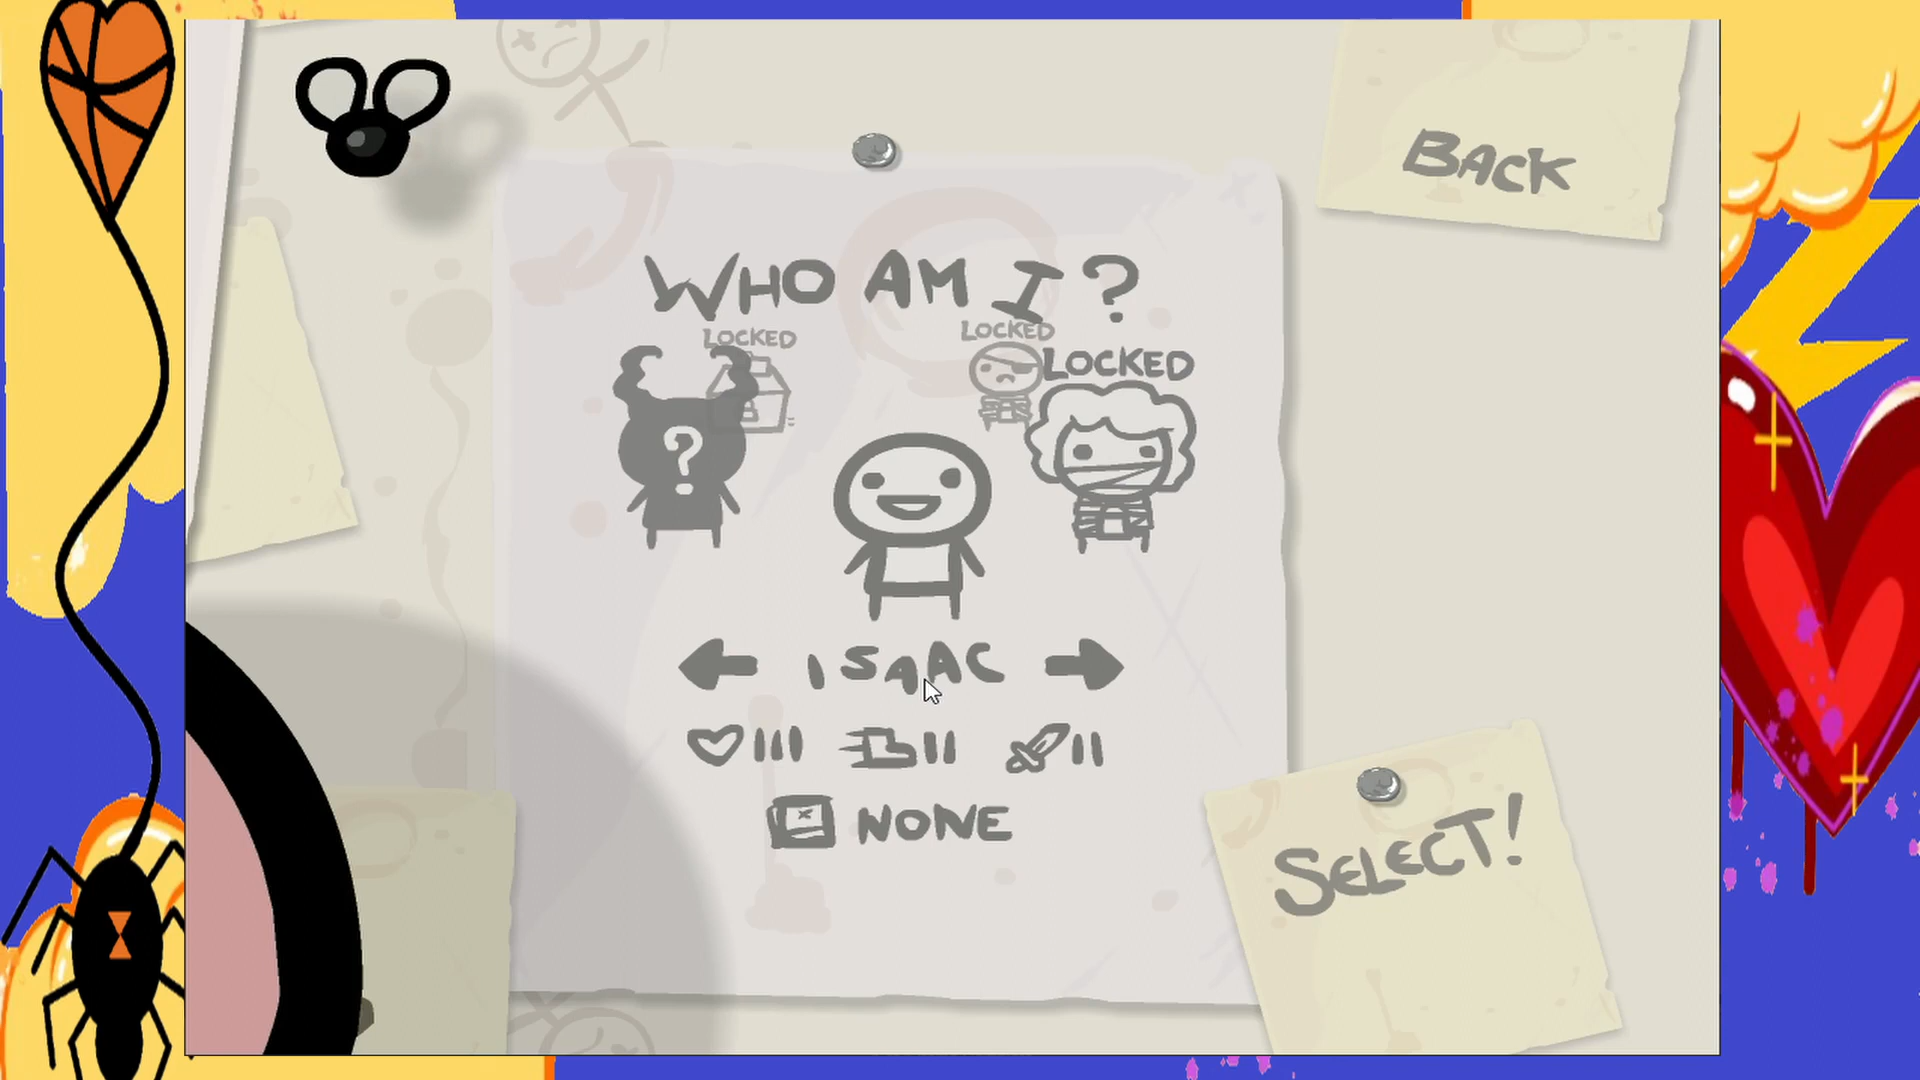 BACK
WHO AM I?
LOCKED
LOCKED
LOCKED
?
ISAAC
NONE
SELECT!